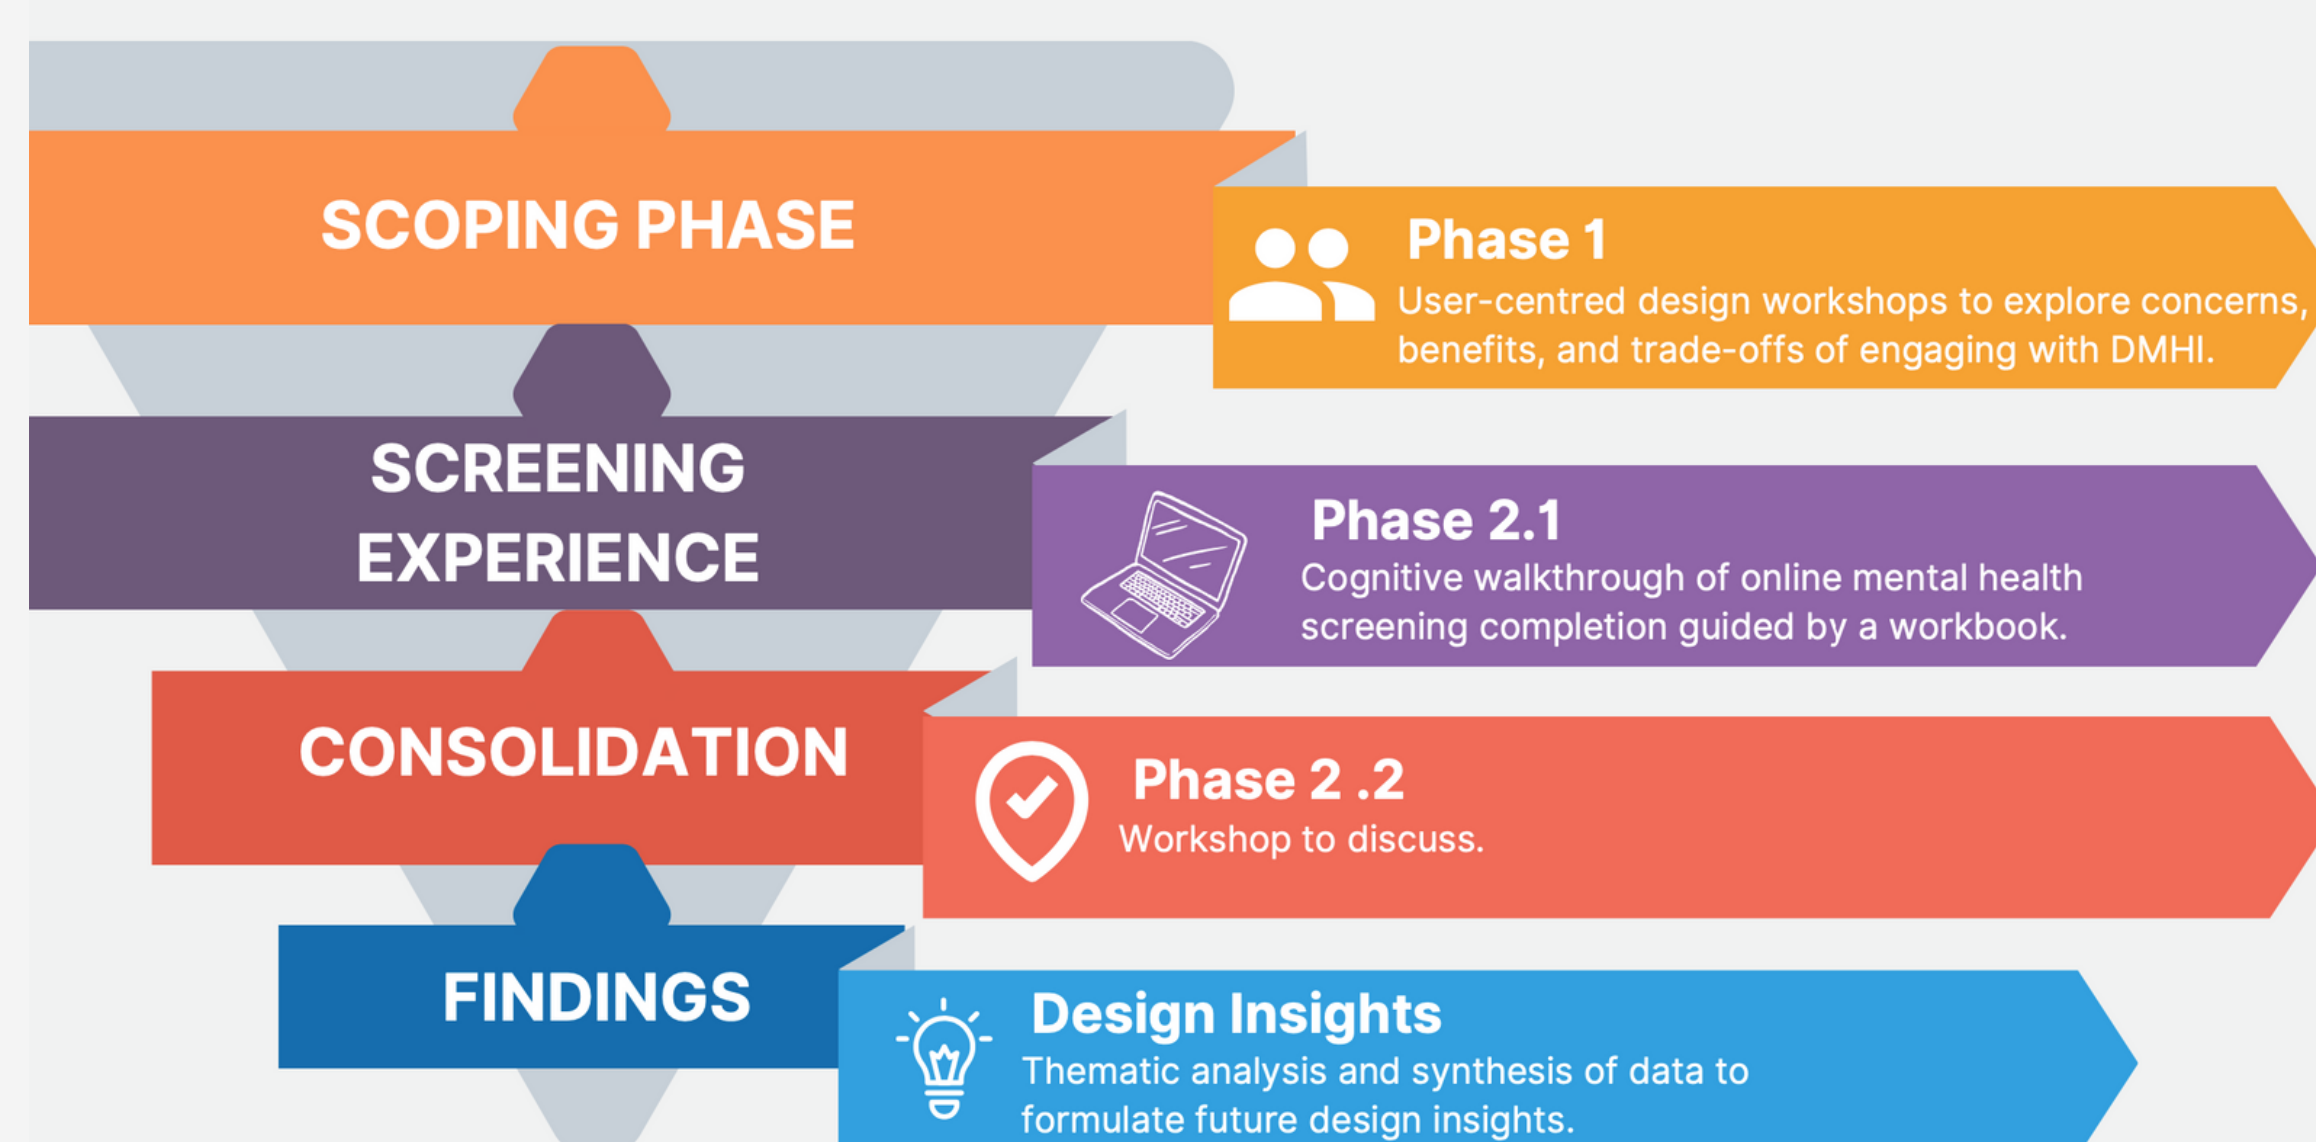 SCOPING PHASE
Phase 1
User-centred design workshops to explore concerns,
benefits, and trade-offs of engaging with DMHI.
SCREENING
EXPERIENCE
Phase 2.1
Cognitive walkthrough of online mental health
screening completion guided by a workbook.
CONSOLIDATION
Phase 2 .2
Workshop to discuss.
FINDINGS
Design Insights
Thematic analysis and synthesis of data to
formulate future design insights.